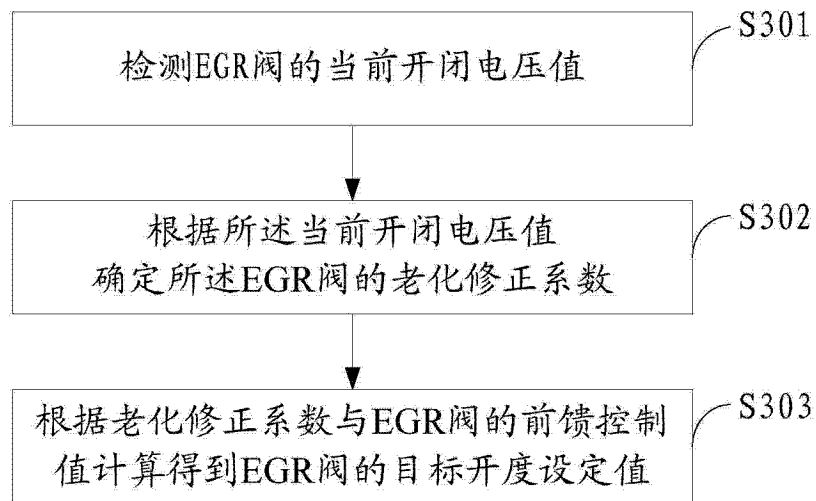 检测EGR阀的当前开闭电压值
S301
根据所述当前开闭电压值
确定所述EGR阀的老化修正系数
S302
根据老化修正系数与EGR阀的前馈控制
值计算得到EGR阀的目标开度设定值
S303